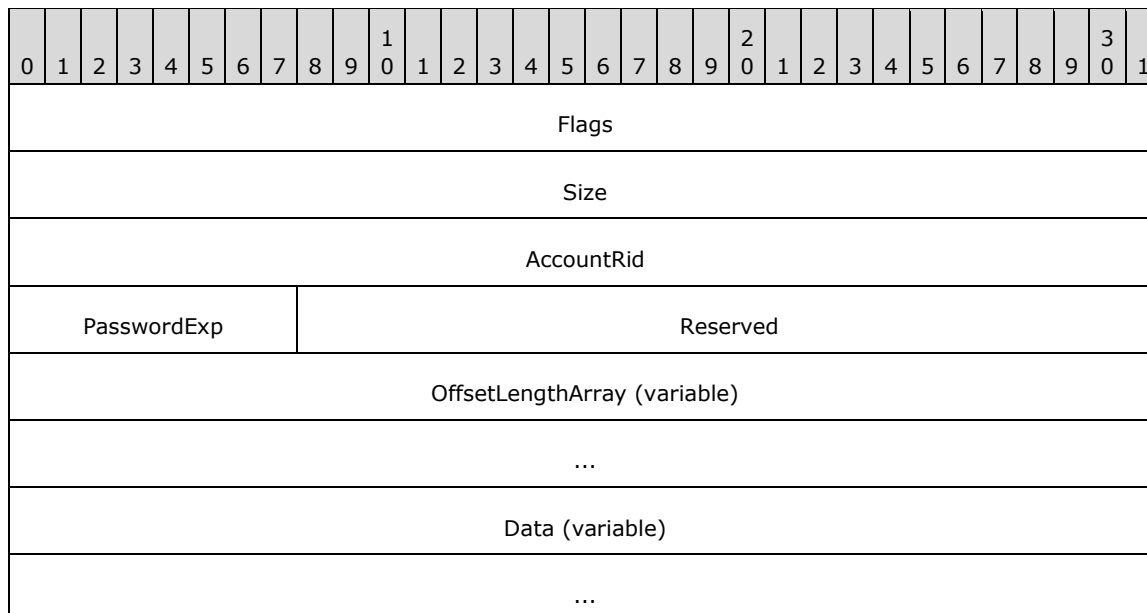 1 2 3
0 1 2 3 4 5 6 7 8 9 0 1 2 3 4 5 6 7 8 9 0 1 2 3 4 5 6 7 8 9 0 1
Flags
Size
AccountRid
PasswordExp Reserved
OffsetLengthArray (variable)
...
Data (variable)
...